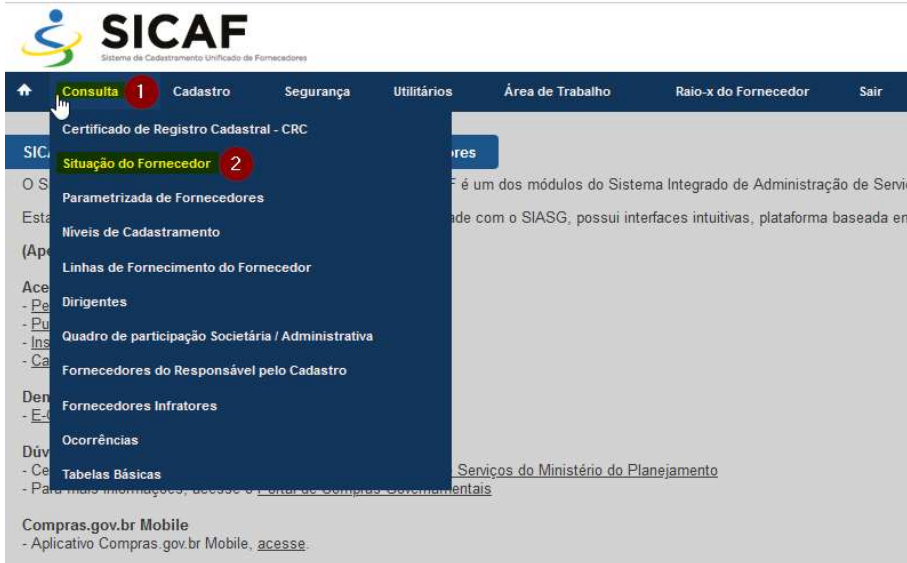 SICAF
Sistema de Cadastramento Unificado de Fornecedores
Consulta 1 Cadastro Segurança Utilitários Área de Trabalho Raio-x do Fornecedor Sair
Certificado de Registro Cadastral - CRC
SIC res
Situação do Fornecedor 2
O S F é um dos módulos do Sistema Integrado de Administração de Servi
Parametrizada de Fornecedores
Esta ade com o SIASG, possui interfaces intuitivas, plataforma baseada em
Níveis de Cadastramento
(Ape
Linhas de Fornecimento do Fornecedor
Ace
Dirigentes
- Pe
- Pu
Quadro de participação Societária / Administrativa
- Ins
- Ca
Fornecedores do Responsável pelo Cadastro
Den
Fornecedores Infratores
- E-
Ocorrências
Dúv
- Ce Serviços do Ministério do Planejamento
Tabelas Básicas
- Para mais informações, acesse o Portal de Compras Governamentais
Compras.gov.br Mobile
- Aplicativo Compras.gov.br Mobile, acesse.